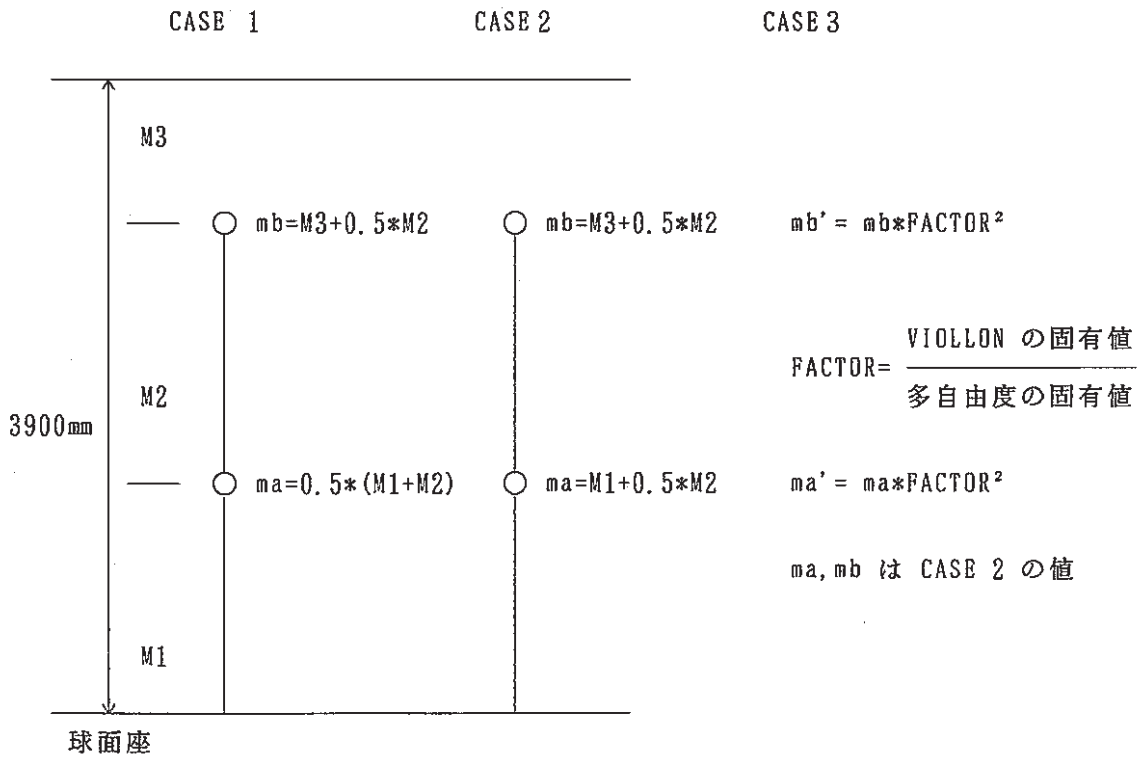 CASE 1
CASE 2
CASE 3
M3
mb=M3+0.5*M2
mb=M3+0.5*M2
mb'= mb*FACTOR²
FACTOR=
VIOLLON の固有値
多自由度の固有値
M2
3900mm
ma=0.5*(M1+M2)
ma=M1+0.5*M2
ma'= ma*FACTOR²
ma,mb は CASE 2 の値
M1
球面座